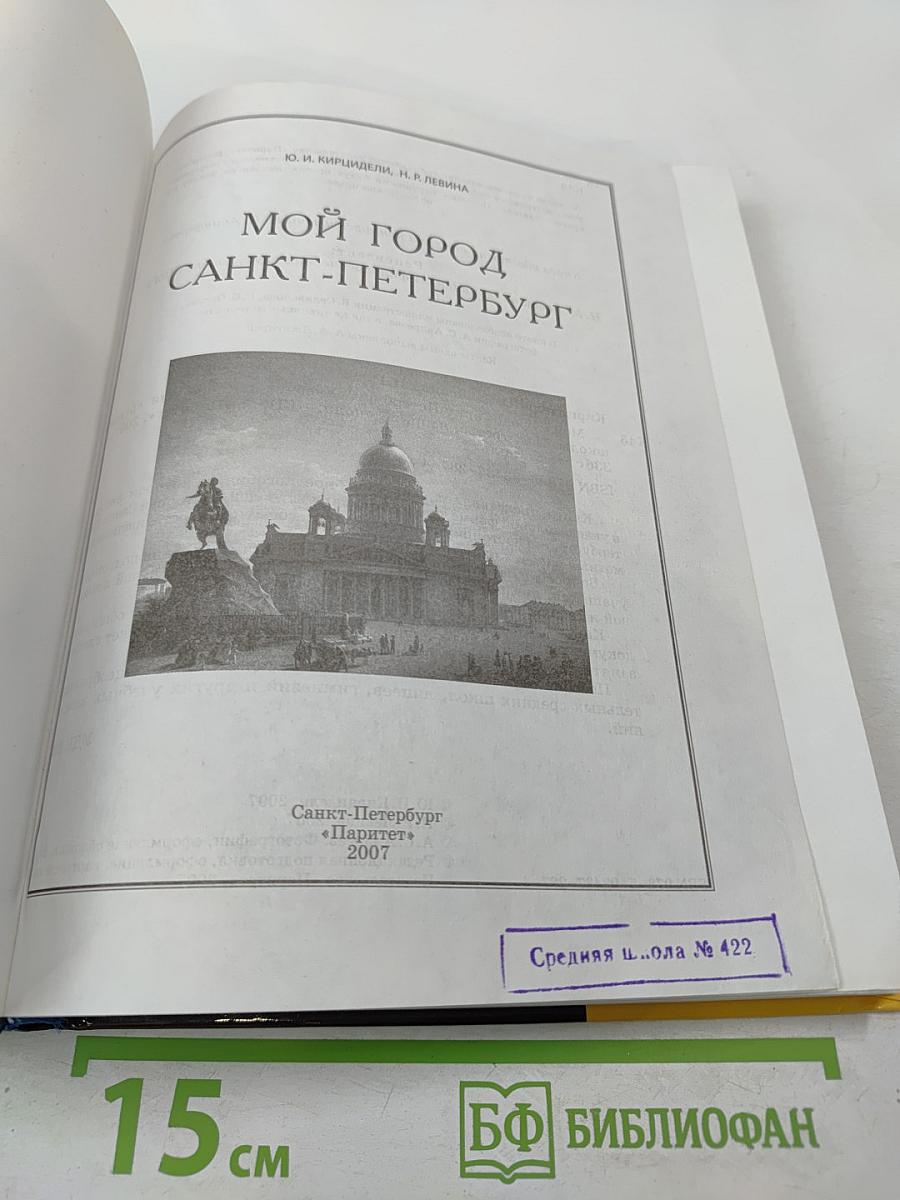 Ю. И. КИРЦИДЕЛИ, Н. Р. ЛЕВИНА
МОЙ ГОРОД
САНКТ-ПЕТЕРБУРГ
Санкт-Петербург
«Паритет»
2007
Средняя ш..ола № 422
15 см
БФ БИБЛИОФАН